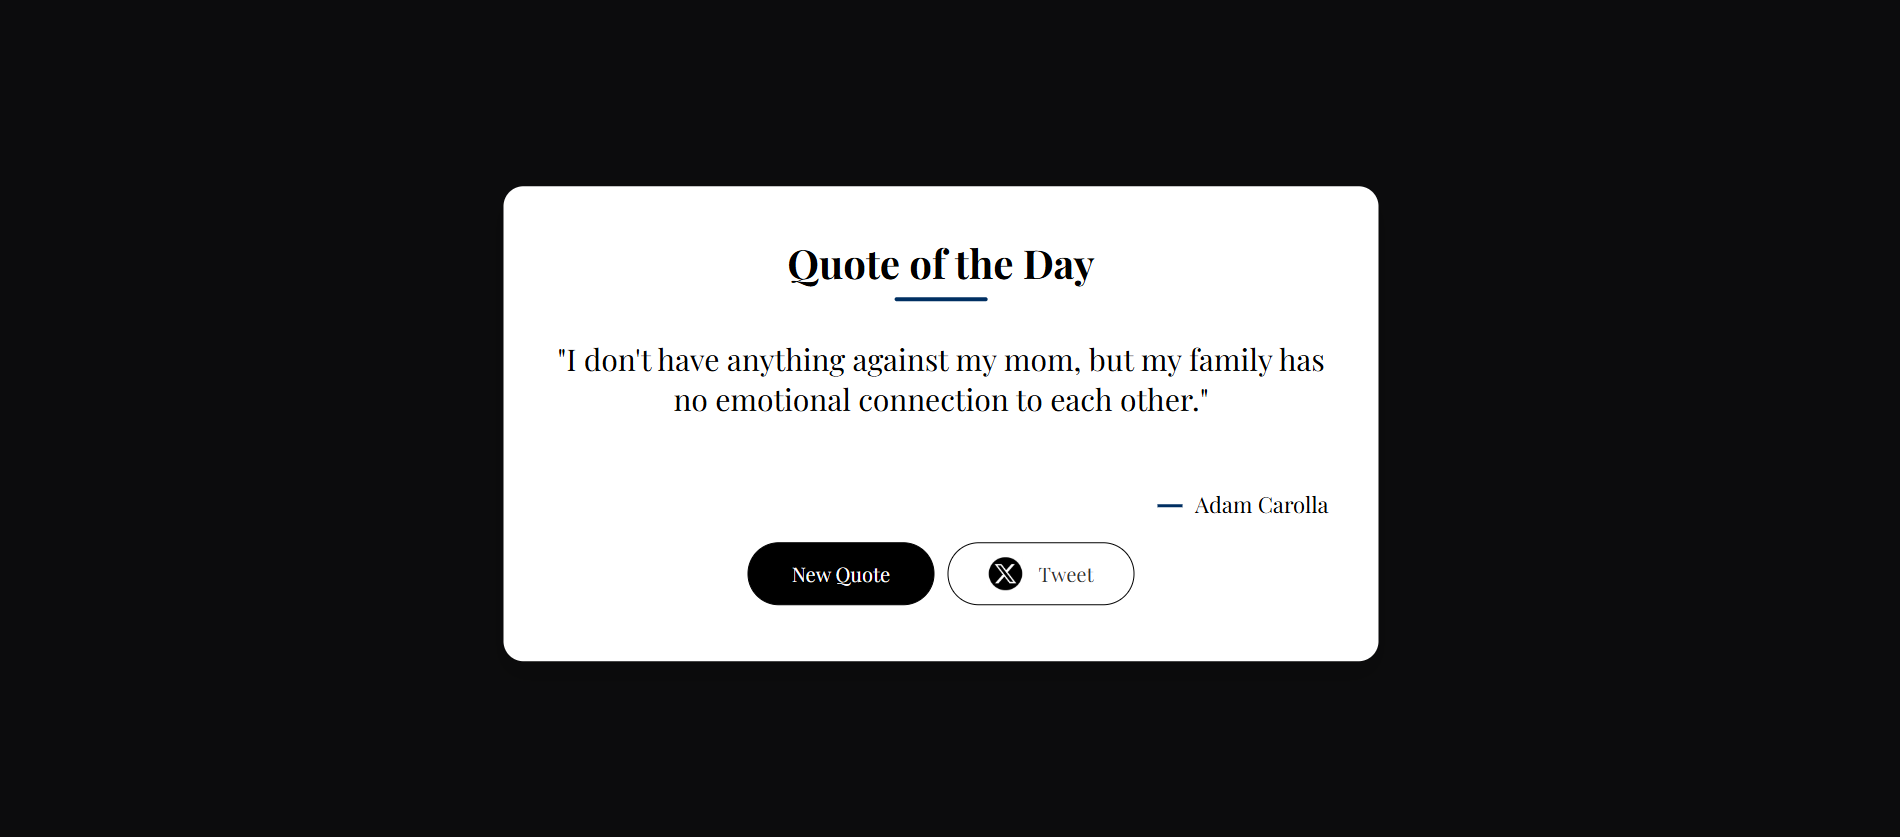 Quote of the Day
"I don't have anything against my mom, but my family has
no emotional connection to each other."
— Adam Carolla
New Quote
X Tweet